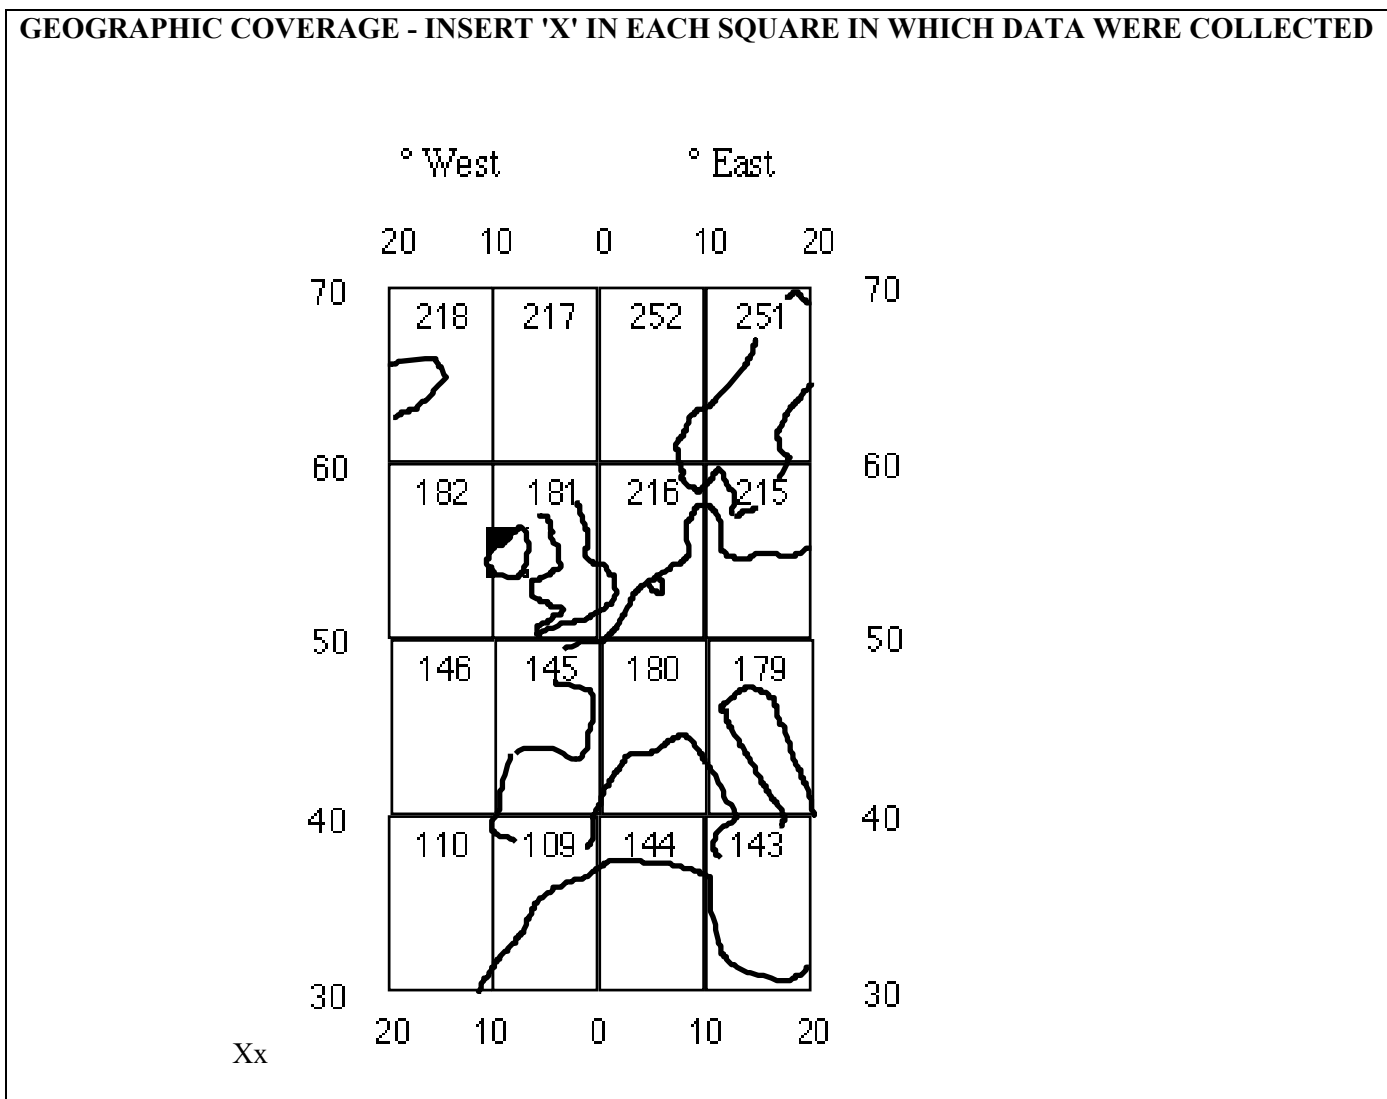 GEOGRAPHIC COVERAGE - INSERT 'X' IN EACH SQUARE IN WHICH DATA WERE COLLECTED
° West ° East
20 10 0 10 20
70 218 217 252 251 70
60 182 181 216 215 60
50 146 145 180 179 50
40 110 109 144 143 40
30 30
20 10 0 10 20
Xx